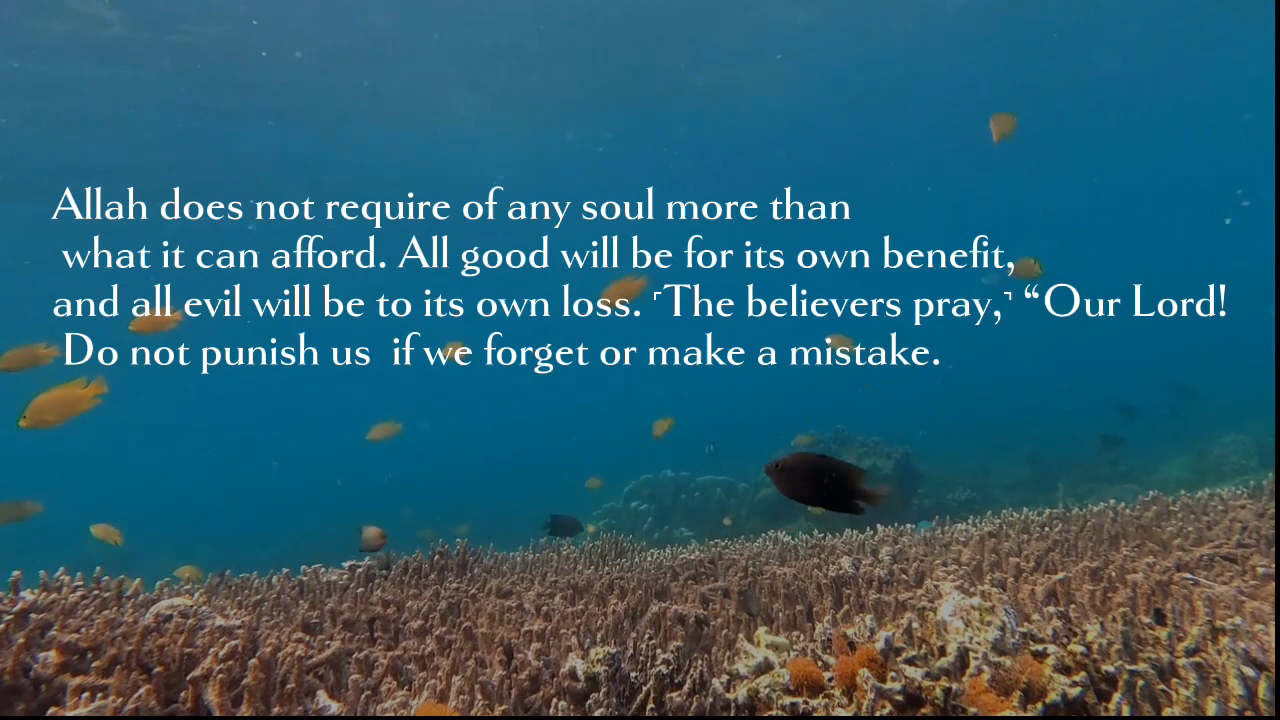 Allah does not require of any soul more than
what it can afford. All good will be for its own benefit,
and all evil will be to its own loss. ⸢The believers pray,⸣ “Our Lord!
Do not punish us if we forget or make a mistake.